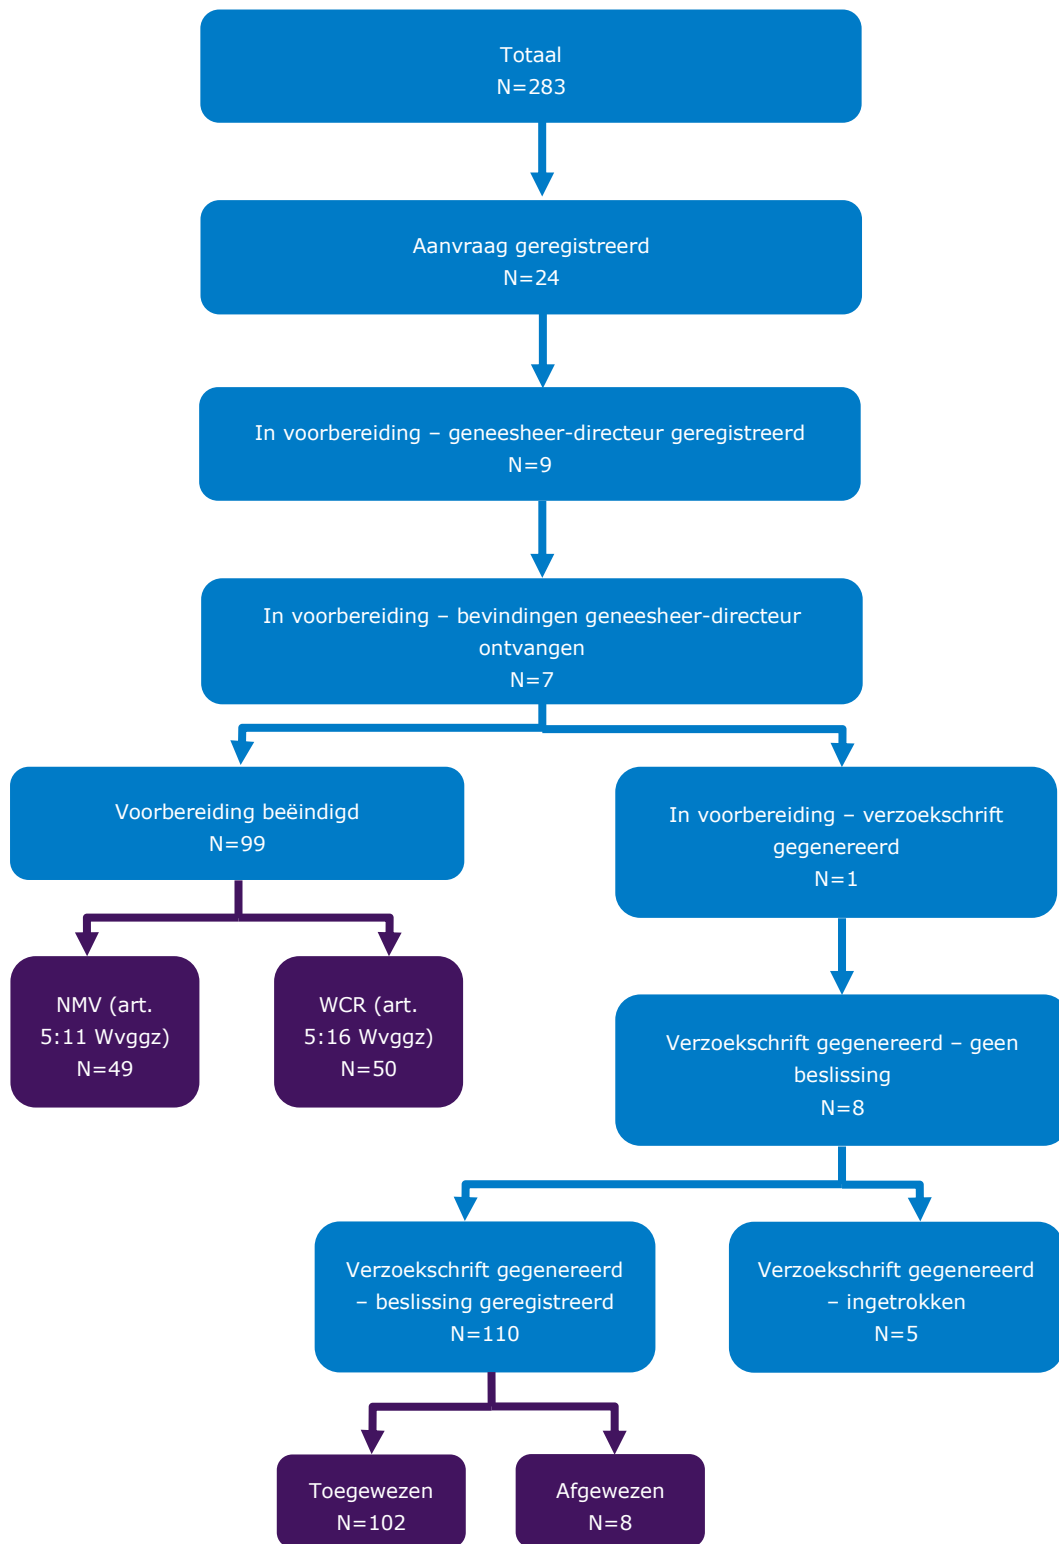 Totaal
N=283
Aanvraag geregistreerd
N=24
In voorbereiding – geneesheer-directeur geregistreerd
N=9
In voorbereiding – bevindingen geneesheer-directeur
ontvangen
N=7
Voorbereiding beëindigd
N=99
In voorbereiding – verzoekschrift
gegenereerd
N=1
NMV (art.
5:11 Wvggz)
N=49
WCR (art.
5:16 Wvggz)
N=50
Verzoekschrift gegenereerd – geen
beslissing
N=8
Verzoekschrift gegenereerd
– beslissing geregistreerd
N=110
Verzoekschrift gegenereerd
– ingetrokken
N=5
Toegewezen
N=102
Afgewezen
N=8